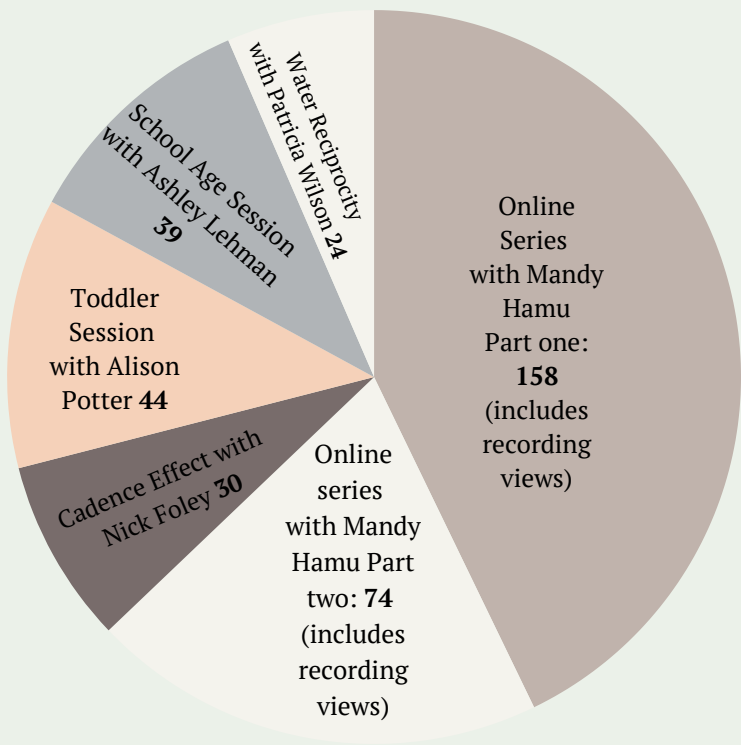 Water Reciprocity
with Patricia Wilson 24
School Age Session
with Ashley Lehman
39
Online
Series
with Mandy
Hamu
Part one:
158
(includes
recording
views)
Toddler
Session
with Alison
Potter 44
Cadence Effect with
Nick Foley 30
Online
series
with Mandy
Hamu Part
two: 74
(includes
recording
views)